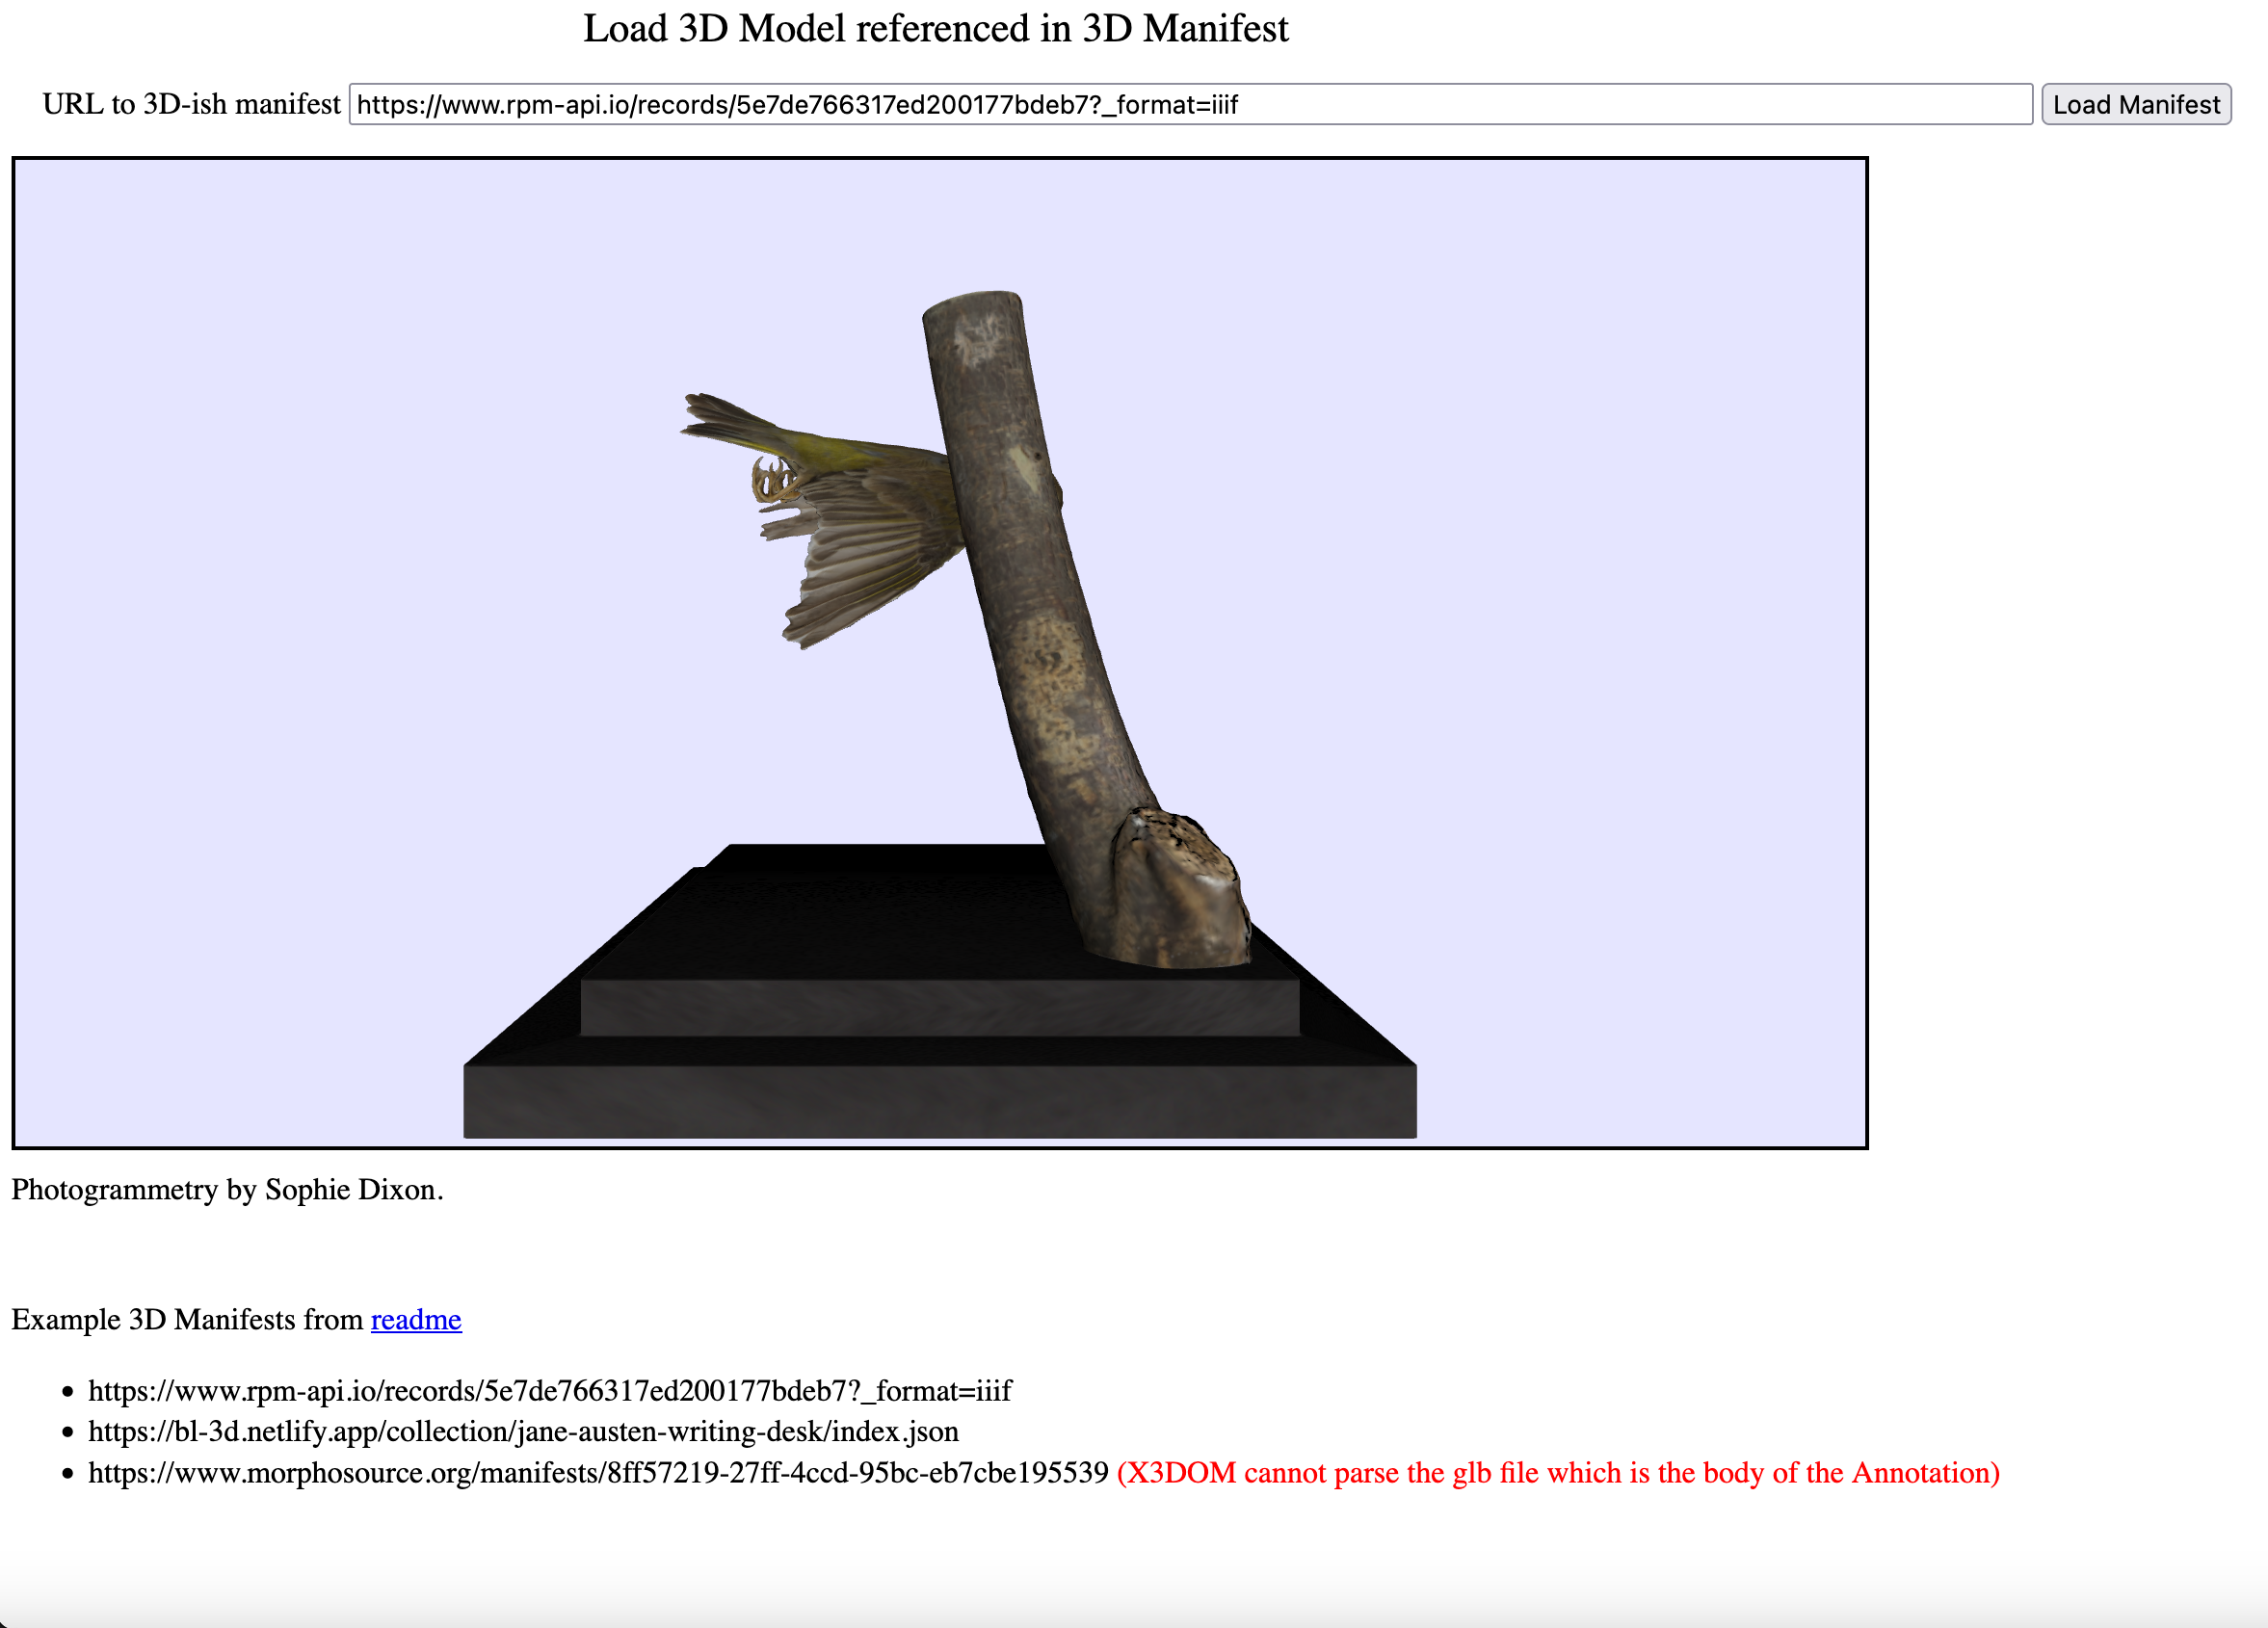 Load 3D Model referenced in 3D Manifest
URL to 3D-ish manifest https://www.rpm-api.io/records/5e7de766317ed200177bdeb7?_format=iiif Load Manifest
Photogrammetry by Sophie Dixon.
Example 3D Manifests from readme
• https://www.rpm-api.io/records/5e7de766317ed200177bdeb7?_format=iiif
• https://bl-3d.netlify.app/collection/jane-austen-writing-desk/index.json
• https://www.morphosource.org/manifests/8ff57219-27ff-4ccd-95bc-eb7cbe195539 (X3DOM cannot parse the glb file which is the body of the Annotation)